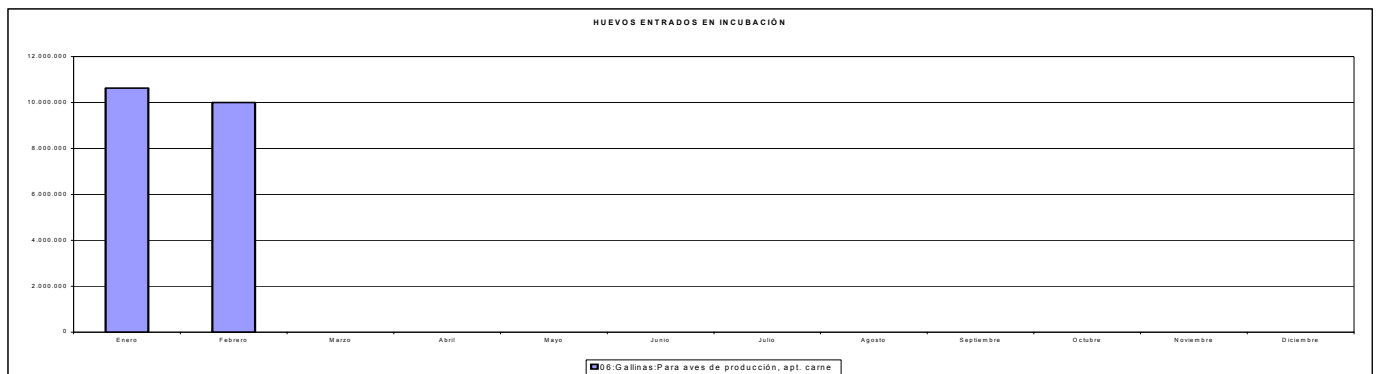 HUEVOS ENTRADOS EN INCUBACIÓN
12.000.000
10.000.000
8.000.000
6.000.000
4.000.000
2.000.000
0
Enero Febrero Marzo Abril Mayo Junio Julio Agosto Septiembre Octubre Noviembre Diciembre
06:Gallinas:Para aves de producción, apt. carne